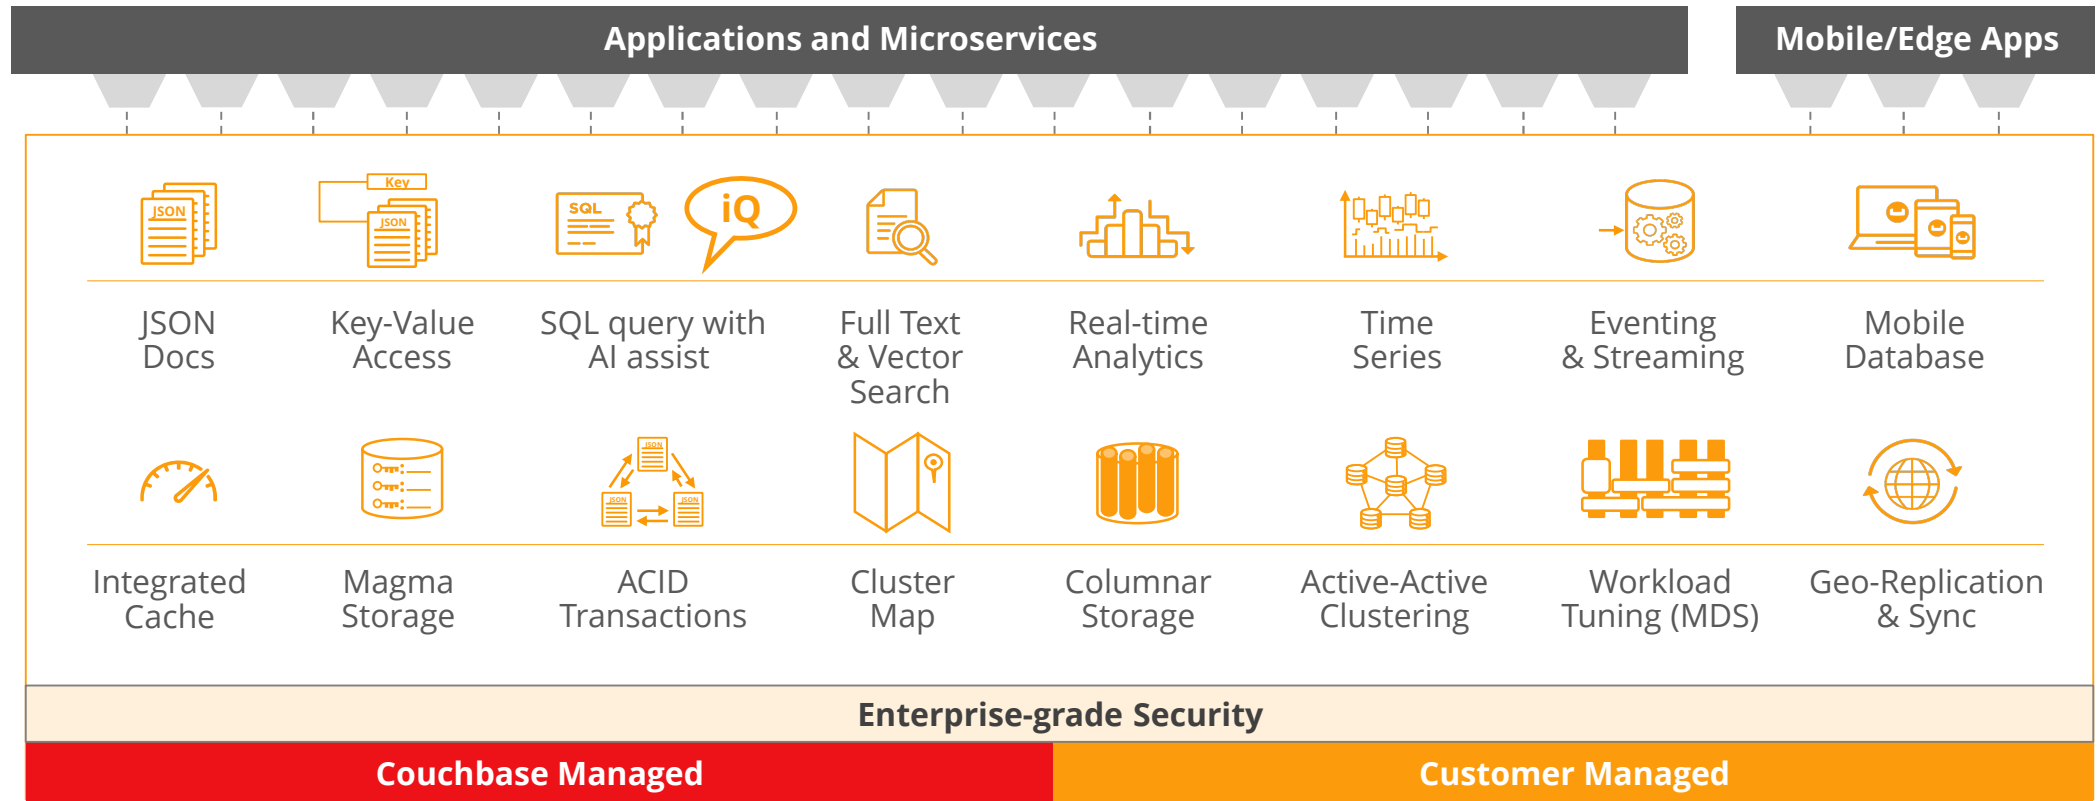 Applications and Microservices
Mobile/Edge Apps
Key
JSON
JSON
SQL
iQ
JSON
Docs
Key-Value
Access
SQL query with
AI assist
Full Text
& Vector
Search
Real-time
Analytics
Time
Series
Eventing
& Streaming
Mobile
Database
JSON
JSON
JSON
Integrated
Cache
Magma
Storage
ACID
Transactions
Cluster
Map
Columnar
Storage
Active-Active
Clustering
Workload
Tuning (MDS)
Geo-Replication
& Sync
Enterprise-grade Security
Couchbase Managed
Customer Managed